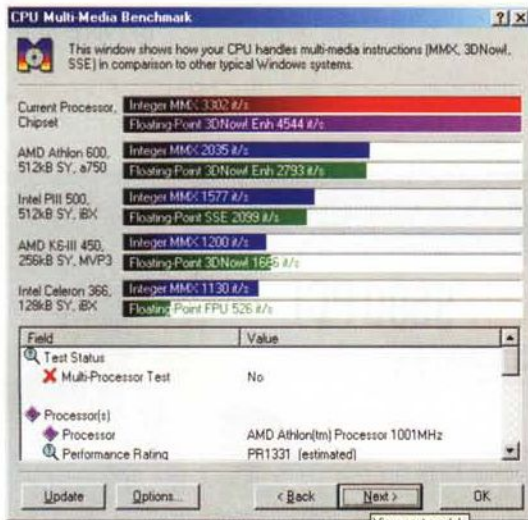 CPU Multi-Media Benchmark
This window shows how your CPU handles multi-media instructions (MMX, 3DNow!,
SSE) in comparison to other typical Windows systems.
Current Processor,
Chipset
Integer MMX 3302 it/s
Floating-Point 3DNow! Enh 4544 it/s
AMD Athlon 600,
512kB SY, a750
Integer MMX 2035 it/s
Floating-Point 3DNow! Enh 2793 it/s
Intel PIII 500,
512kB SY, iBX
Integer MMX 1577 it/s
Floating-Point SSE 2099 it/s
AMD K6-III 450,
256kB SY, MVP3
Integer MMX 1200 it/s
Floating-Point 3DNow! 1666 it/s
Intel Celeron 366,
128kB SY, iBX
Integer MMX 1130 it/s
Floating-Point FPU 526 it/s
Field Value
Test Status
Multi-Processor Test No
Processor(s)
Processor AMD Athlon(tm) Processor 1001MHz
Performance Rating PR1331 (estimated)
Update Options... < Back Next > OK